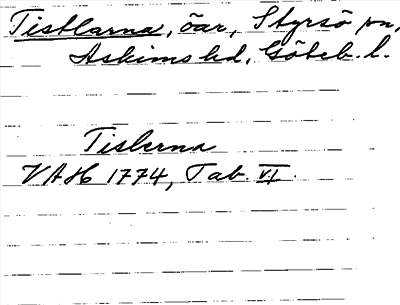 Tistlarna, öar, Styrsö sn,
Askims hd, Göteb. l.
Tislerna
VAH 1774, Tab. VI.